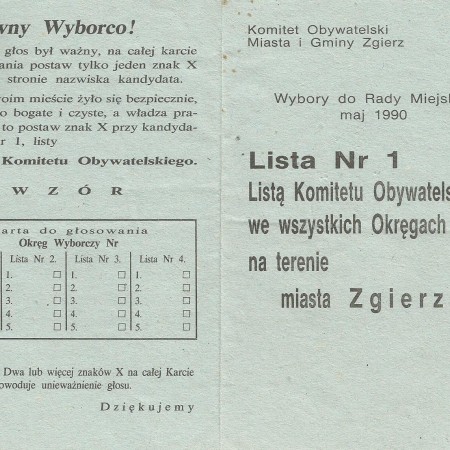 wny Wyborco!
głos był ważny, na całej karcie
ania postaw tylko jeden znak X
stronie nazwiska kandydata.
oim mieście żyło się bezpiecznie,
o bogate i czyste, a władza pra-
to postaw znak X przy kandyda-
r 1, listy
Komitetu Obywatelskiego.
W Z Ó R
arta do głosowania
Okręg Wyborczy Nr
Lista Nr 2. Lista Nr 3. Lista Nr 4.
1. 1. 1.
2. 2. 2.
3. 3. 3.
4. 4. 4.
5. 5. 5.
Dwa lub więcej znaków X na całej Karcie
owoduje unieważnienie głosu.
Dziękujemy
Komitet Obywatelski
Miasta i Gminy Zgierz
Wybory do Rady Miejs
maj 1990
Lista Nr 1
Listą Komitetu Obywatels
we wszystkich Okręgach
na terenie
miasta Zgierz